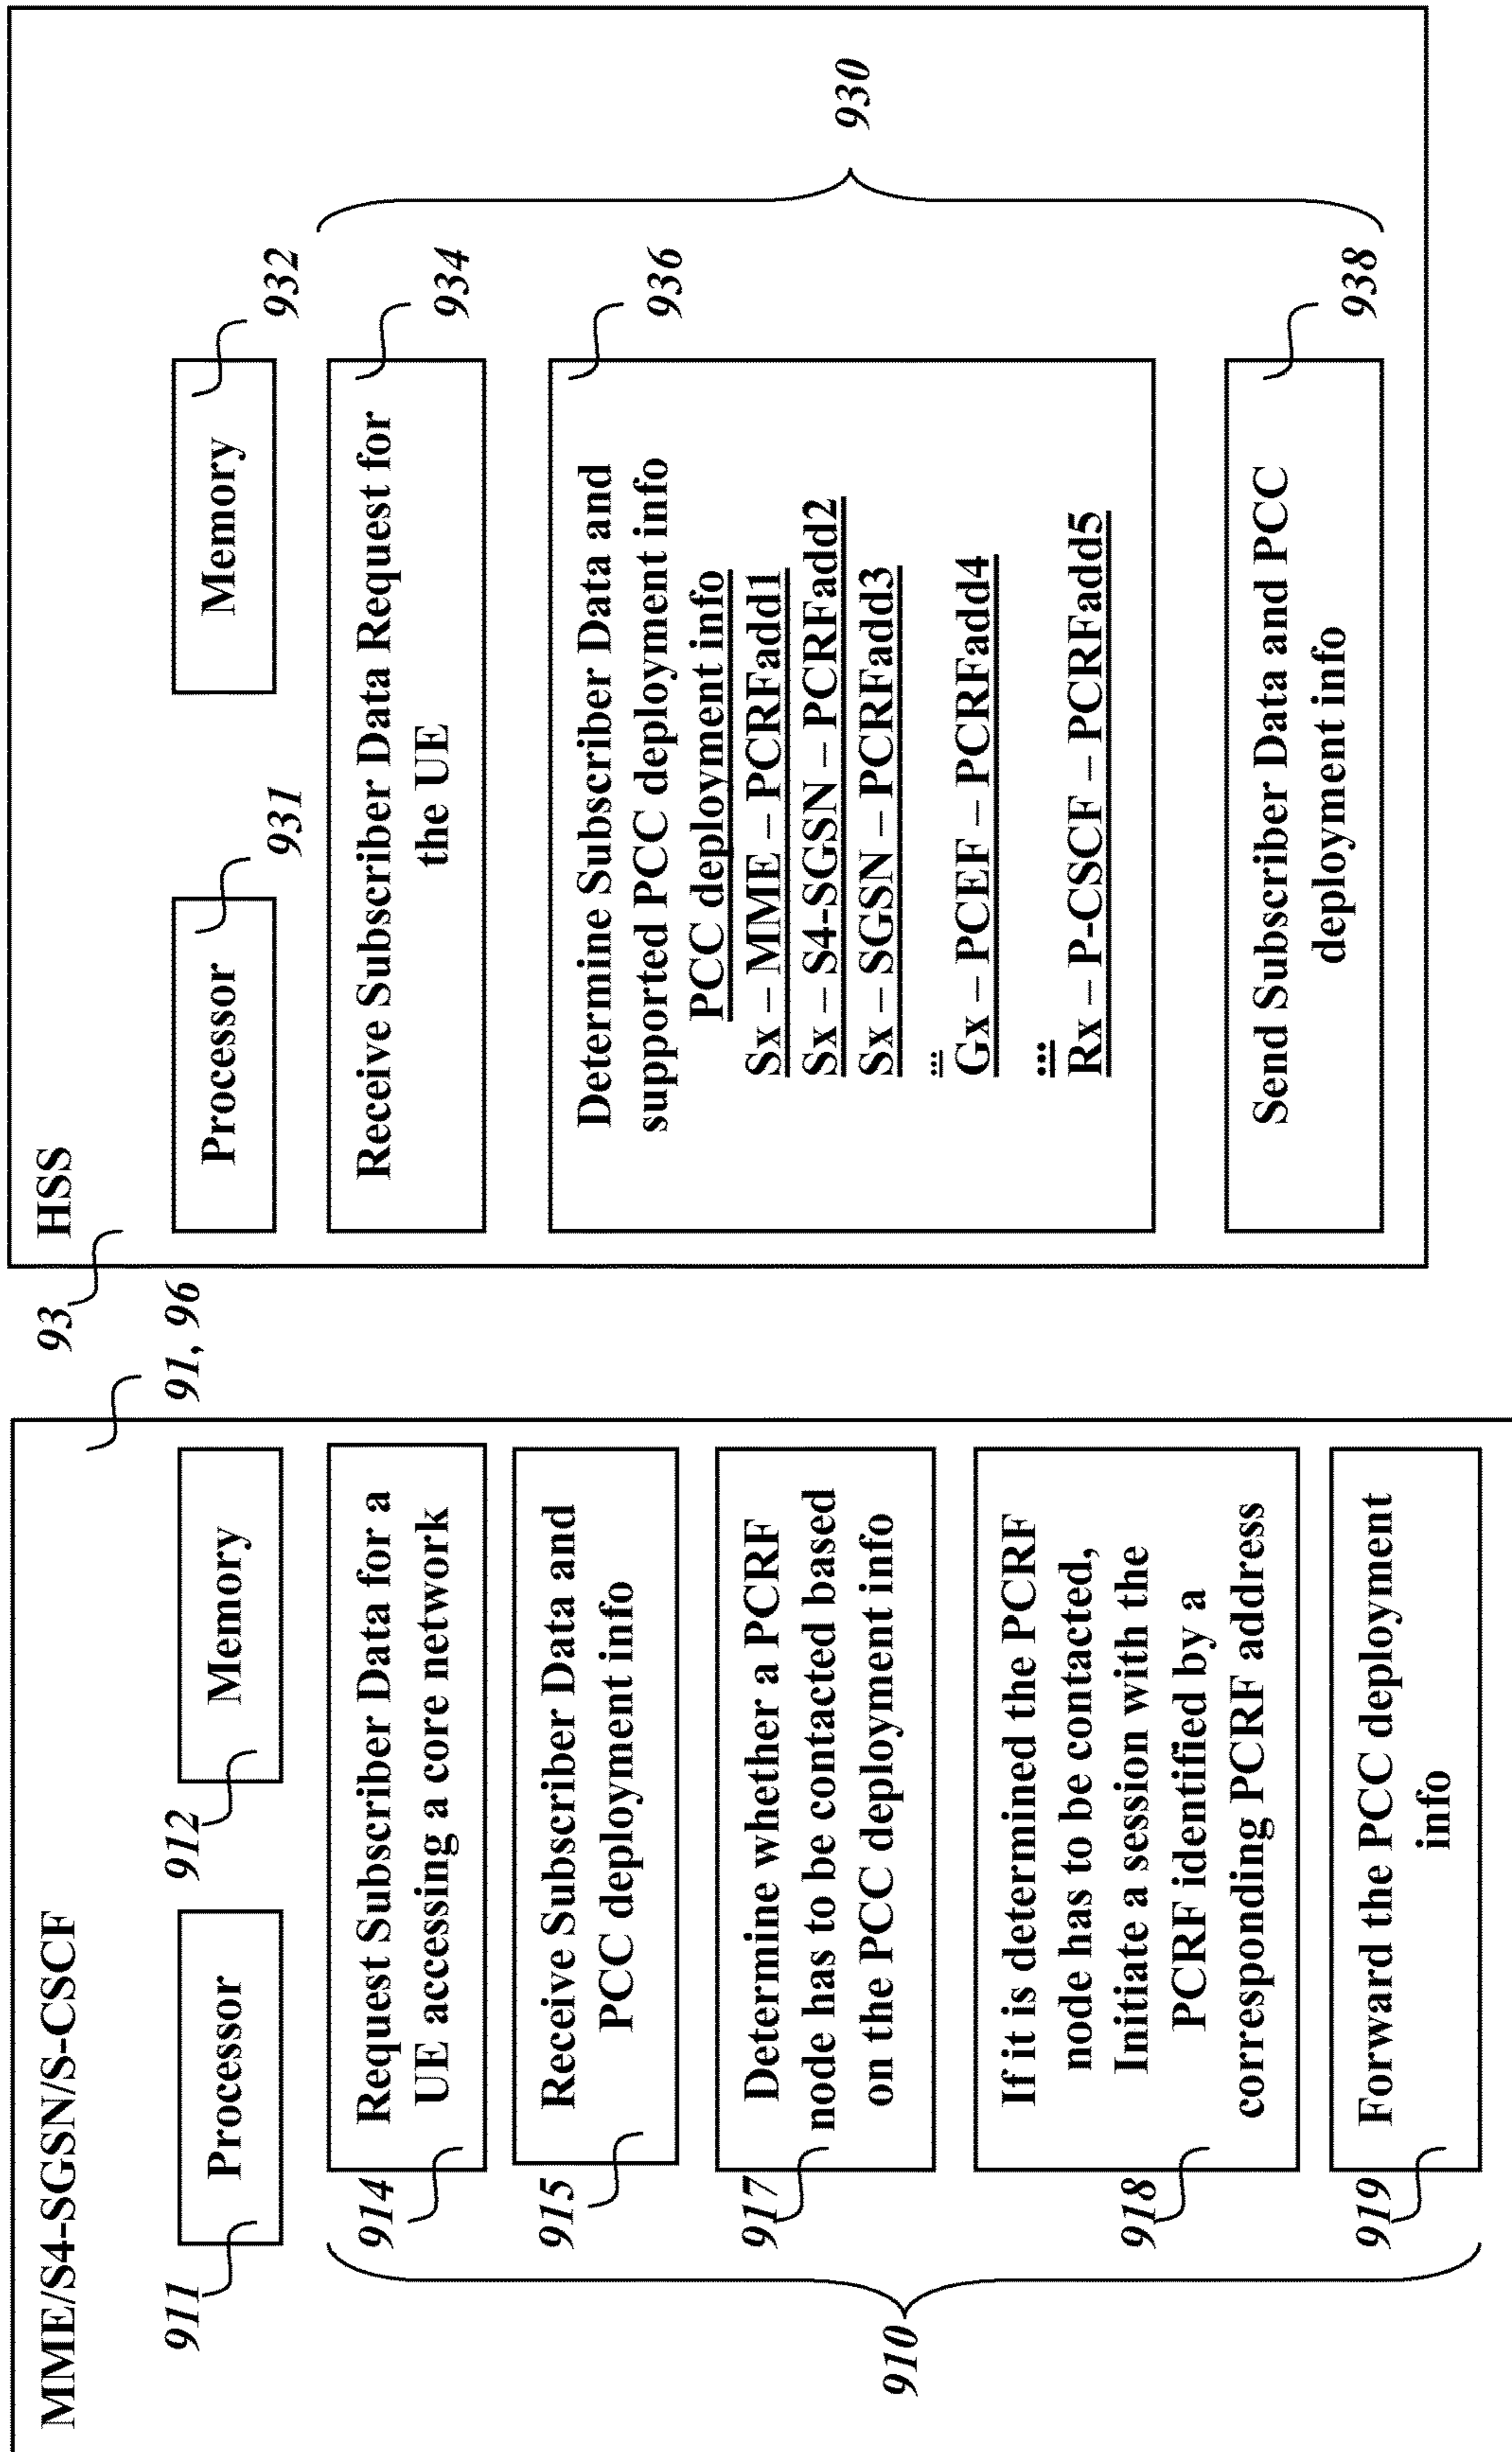 MME/S4-SGSN/S-CSCF
91, 96
911
Processor
912
Memory
914
Request Subscriber Data for a
UE accessing a core network
915
Receive Subscriber Data and
PCC deployment info
917
Determine whether a PCRF
node has to be contacted based
on the PCC deployment info
918
If it is determined the PCRF
node has to be contacted,
Initiate a session with the
PCRF identified by a
corresponding PCRF address
919
Forward the PCC deployment
info
910
93
HSS
Processor
931
Memory
932
Receive Subscriber Data Request for
the UE
934
Determine Subscriber Data and
supported PCC deployment info
PCC deployment info
Sx – MME – PCRFadd1
Sx – S4-SGSN – PCRFadd2
Sx – SGSN – PCRFadd3
...
Gx – PCEF – PCRFadd4
...
Rx – P-CSCF – PCRFadd5
936
Send Subscriber Data and PCC
deployment info
938
930